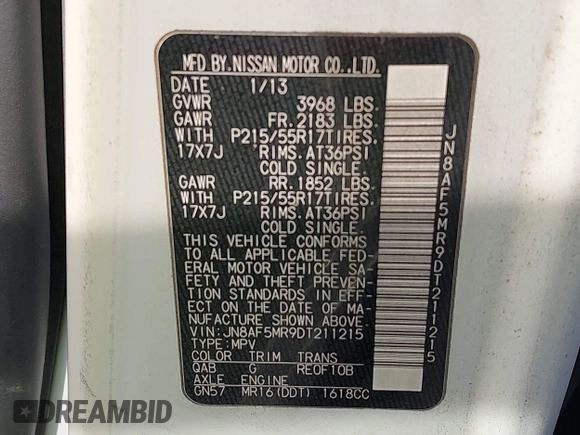 MFD.BY.NISSAN MOTOR CO.,LTD.
DATE 1/13
GVWR 3968 LBS.
GAWR FR.2183 LBS.
WITH P215/55R17TIRES.
17X7J RIMS.AT36PSI
COLD SINGLE.
GAWR RR.1852 LBS.
WITH P215/55R17TIRES.
17X7J RIMS.AT36PSI
COLD SINGLE.
THIS VEHICLE CONFORMS
TO ALL APPLICABLE FED-
ERAL MOTOR VEHICLE SA-
FETY AND THEFT PREVEN-
TION STANDARDS IN EFF-
ECT ON THE DATE OF MA-
NUFACTURE SHOWN ABOVE.
VIN:JN8AF5MR9DT211215
TYPE:MPV
COLOR TRIM TRANS
QAB G REOF10B
AXLE ENGINE
GN57 MR16(DDT) 1618CC
JN8AF5MR9DT211215
DREAMBID